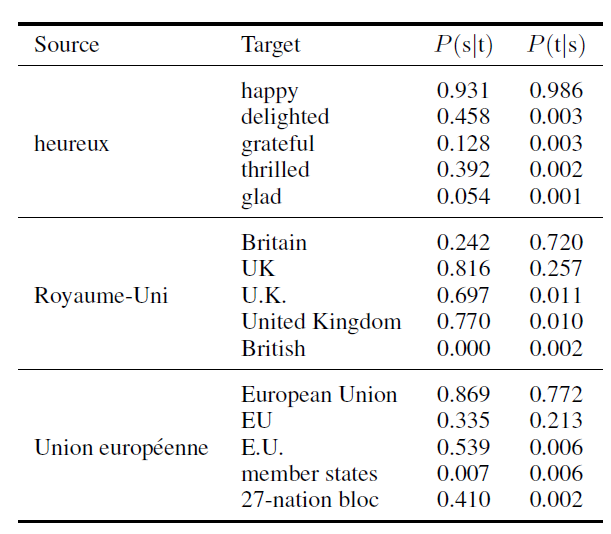 Source Target P(s|t) P(t|s)
happy 0.931 0.986
delighted 0.458 0.003
heureux grateful 0.128 0.003
thrilled 0.392 0.002
glad 0.054 0.001
Britain 0.242 0.720
UK 0.816 0.257
Royaume-Uni U.K. 0.697 0.011
United Kingdom 0.770 0.010
British 0.000 0.002
European Union 0.869 0.772
EU 0.335 0.213
Union européenne E.U. 0.539 0.006
member states 0.007 0.006
27-nation bloc 0.410 0.002